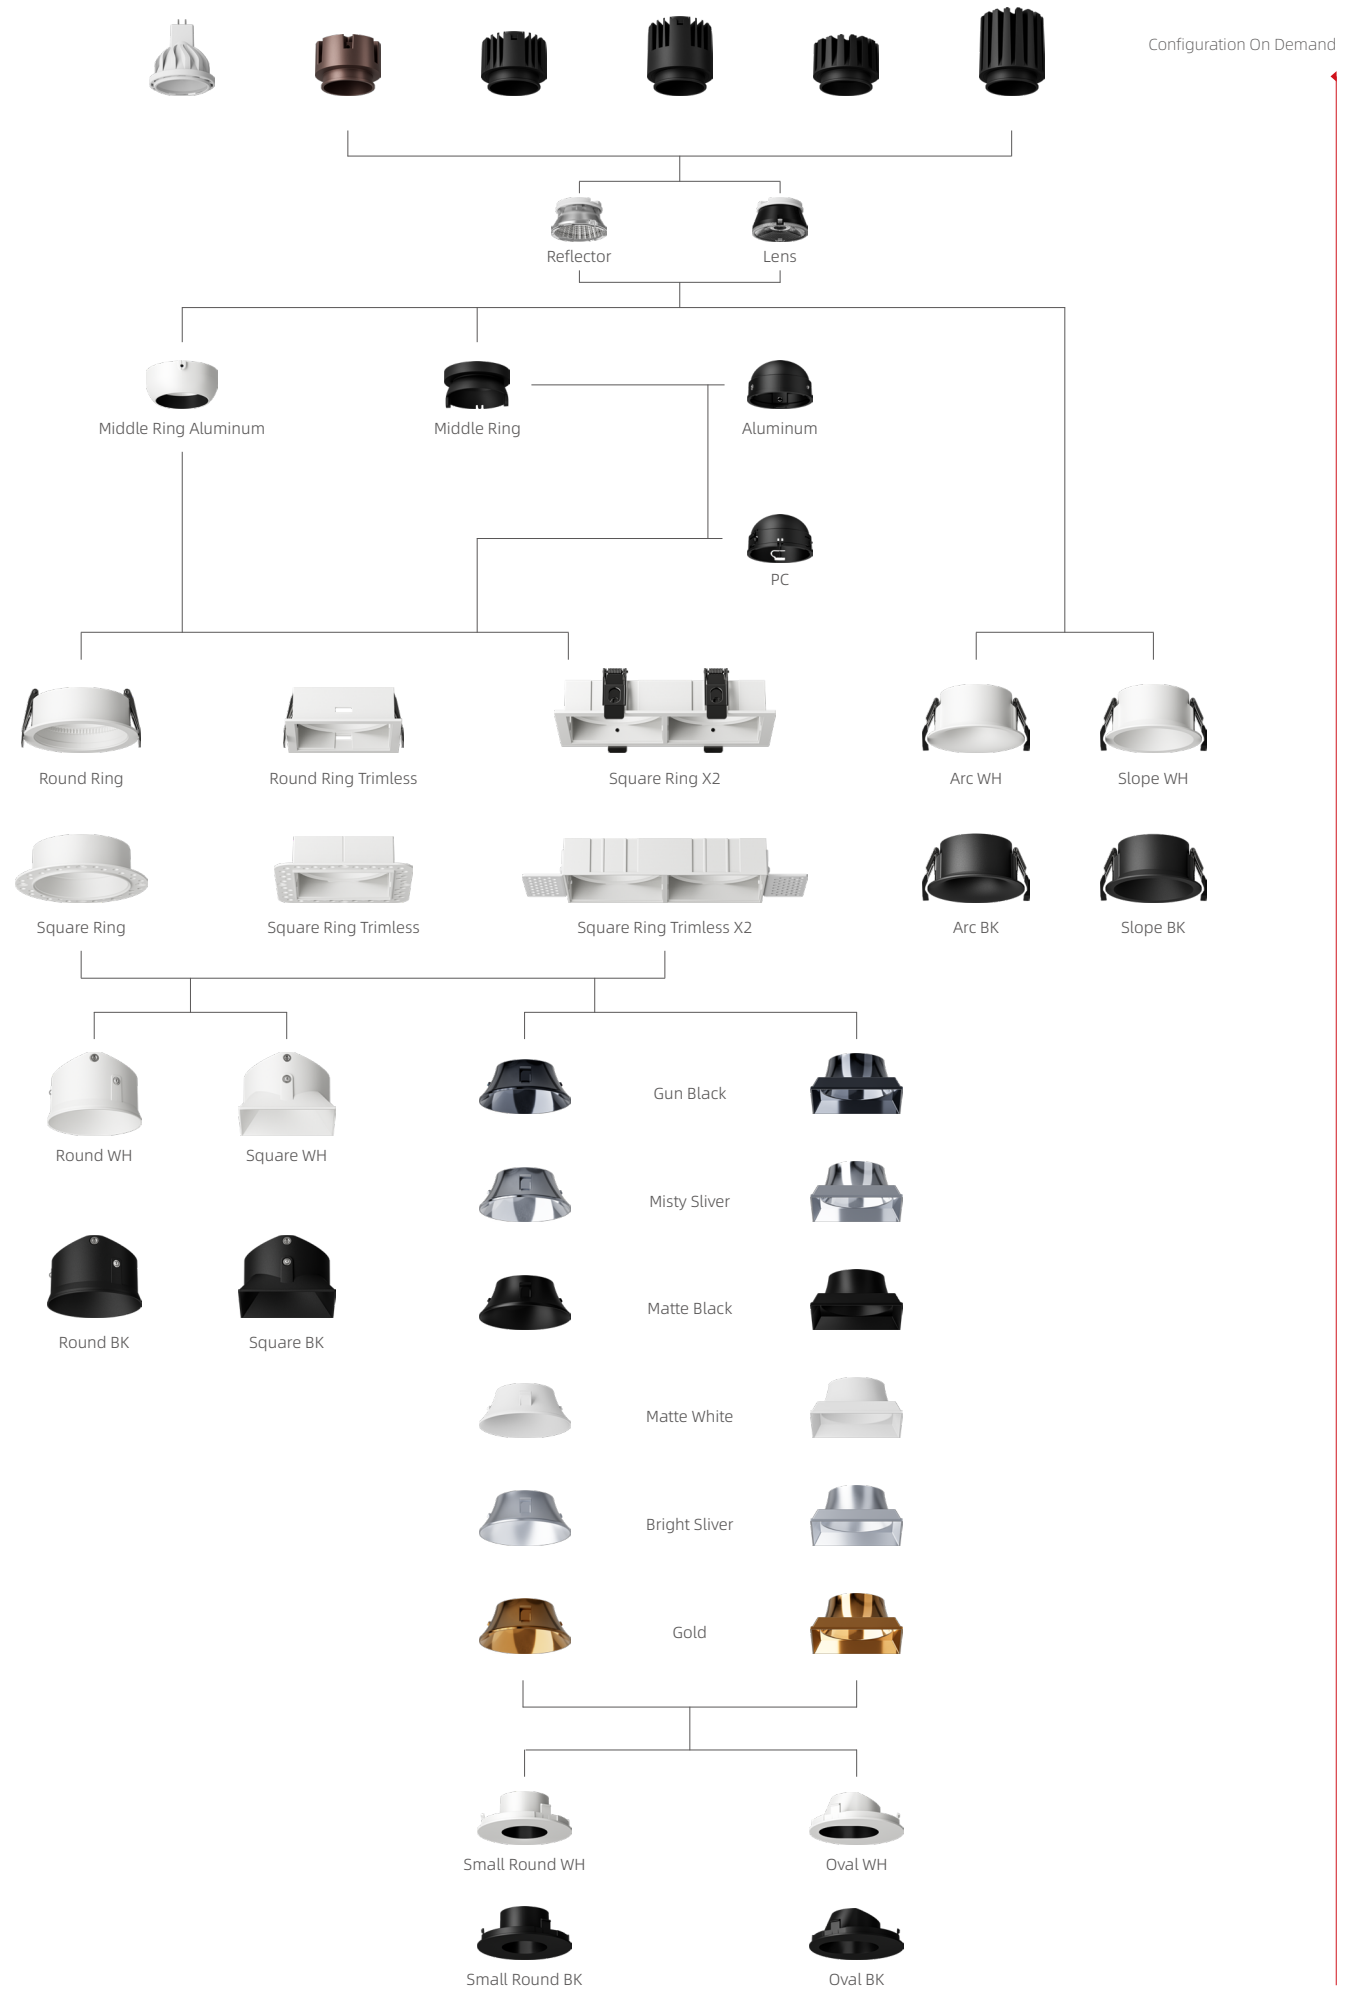 Configuration On Demand
Reflector
Lens
Middle Ring Aluminum
Middle Ring
Aluminum
PC
Round Ring
Round Ring Trimless
Square Ring X2
Arc WH
Slope WH
Square Ring
Square Ring Trimless
Square Ring Trimless X2
Arc BK
Slope BK
Gun Black
Round WH
Square WH
Misty Sliver
Matte Black
Round BK
Square BK
Matte White
Bright Sliver
Gold
Small Round WH
Oval WH
Small Round BK
Oval BK